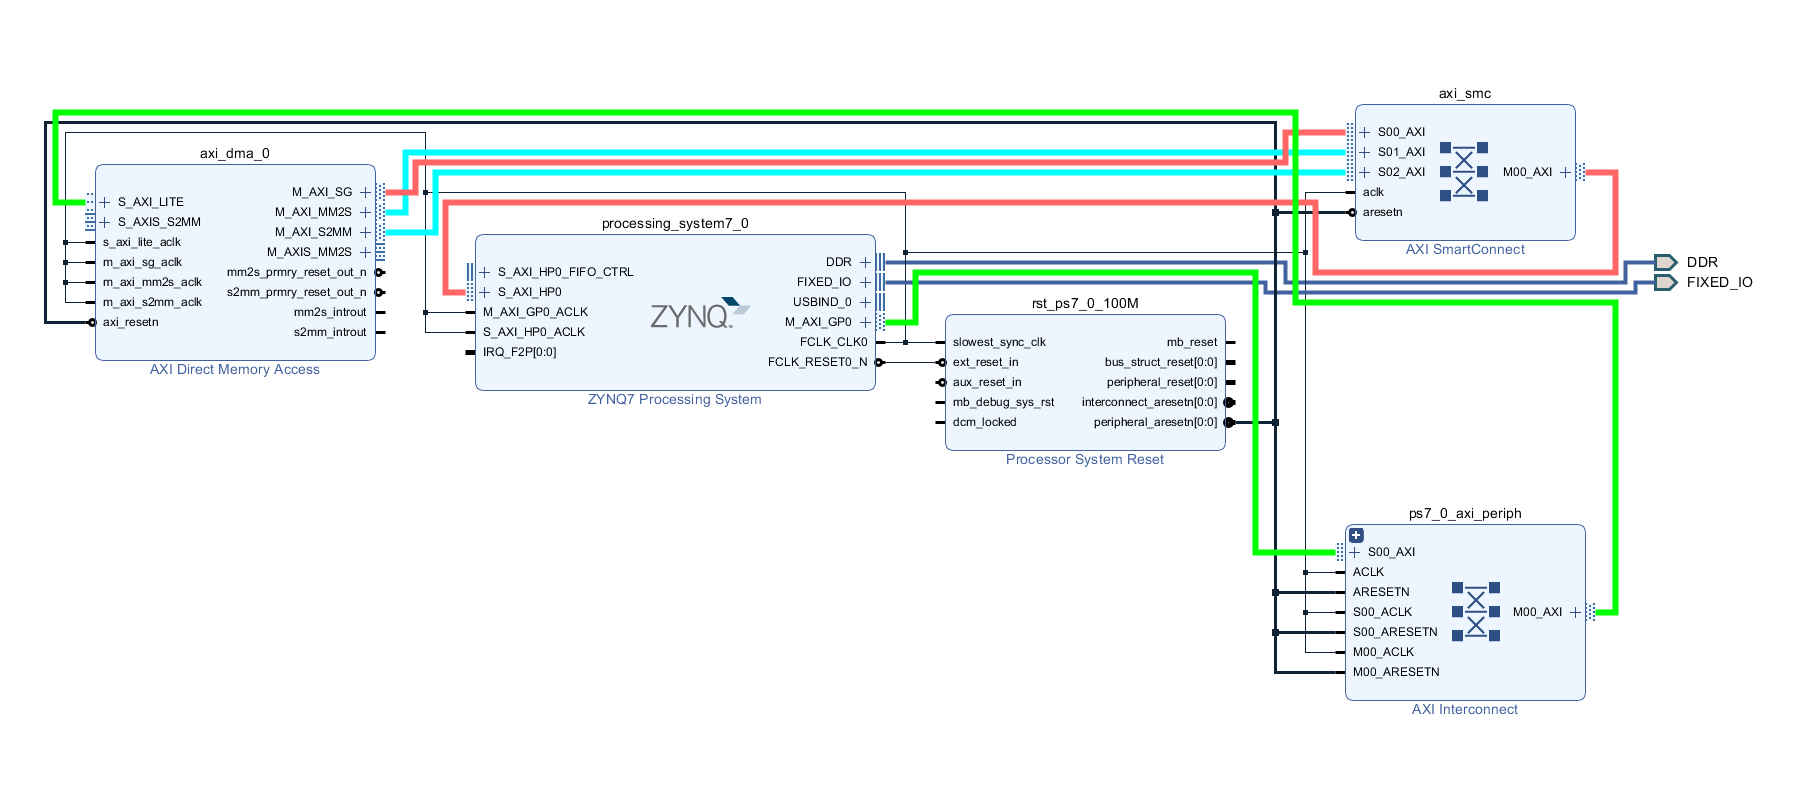 axi_smc
S00_AXI
S01_AXI
S02_AXI
aclk
aresetn
M00_AXI
AXI SmartConnect
axi_dma_0
S_AXI_LITE
S_AXIS_S2MM
s_axi_lite_aclk
m_axi_sg_aclk
m_axi_mm2s_aclk
m_axi_s2mm_aclk
axi_resetn
M_AXI_SG
M_AXI_MM2S
M_AXI_S2MM
M_AXIS_MM2S
mm2s_prmry_reset_out_n
s2mm_prmry_reset_out_n
mm2s_introut
s2mm_introut
AXI Direct Memory Access
processing_system7_0
S_AXI_HP0_FIFO_CTRL
S_AXI_HP0
M_AXI_GP0_ACLK
S_AXI_HP0_ACLK
IRQ_F2P[0:0]
ZYNQ
DDR
FIXED_IO
USBIND_0
M_AXI_GP0
FCLK_CLK0
FCLK_RESET0_N
ZYNQ7 Processing System
DDR
FIXED_IO
rst_ps7_0_100M
slowest_sync_clk
ext_reset_in
aux_reset_in
mb_debug_sys_rst
dcm_locked
mb_reset
bus_struct_reset[0:0]
peripheral_reset[0:0]
interconnect_aresetn[0:0]
peripheral_aresetn[0:0]
Processor System Reset
ps7_0_axi_periph
S00_AXI
ACLK
ARESETN
S00_ACLK
S00_ARESETN
M00_ACLK
M00_ARESETN
M00_AXI
AXI Interconnect